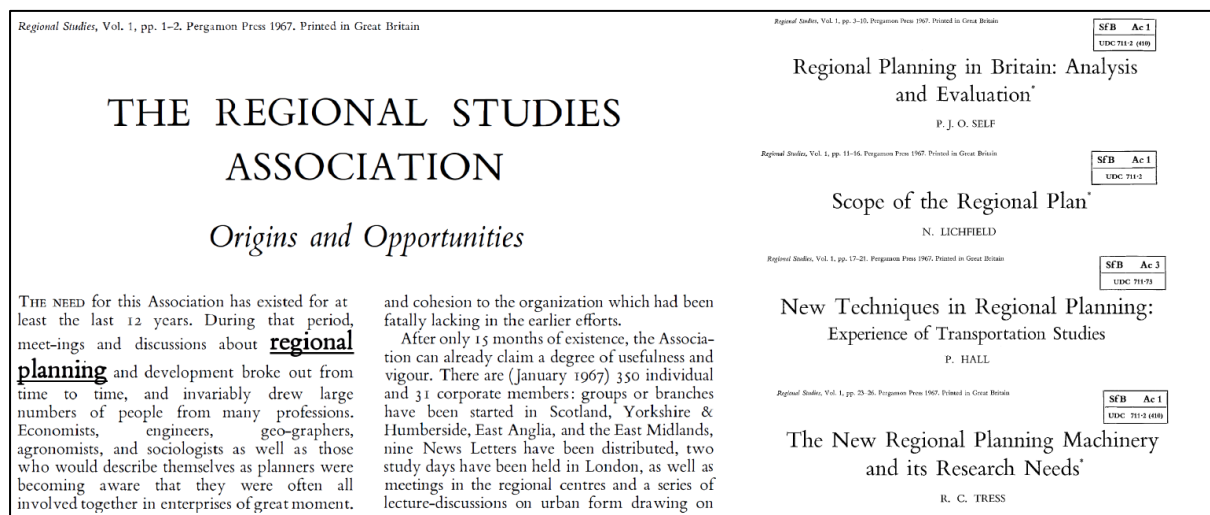 Regional Studies, Vol. 1, pp. 1–2. Pergamon Press 1967. Printed in Great Britain
THE REGIONAL STUDIES
ASSOCIATION
Origins and Opportunities
THE NEED for this Association has existed for at
least the last 12 years. During that period,
meet-ings and discussions about regional
planning and development broke out from
time to time, and invariably drew large
numbers of people from many professions.
Economists, engineers, geo-graphers,
agronomists, and sociologists as well as those
who would describe themselves as planners were
becoming aware that they were often all
involved together in enterprises of great moment.
and cohesion to the organization which had been
fatally lacking in the earlier efforts.
After only 15 months of existence, the Associa-
tion can already claim a degree of usefulness and
vigour. There are (January 1967) 350 individual
and 31 corporate members: groups or branches
have been started in Scotland, Yorkshire &
Humberside, East Anglia, and the East Midlands,
nine News Letters have been distributed, two
study days have been held in London, as well as
meetings in the regional centres and a series of
lecture-discussions on urban form drawing on
Regional Studies, Vol. 1, pp. 3–10. Pergamon Press 1967. Printed in Great Britain
SfB Ac 1
UDC 711·2 (410)
Regional Planning in Britain: Analysis
and Evaluation*
P. J. O. SELF
Regional Studies, Vol. 1, pp. 11–16. Pergamon Press 1967. Printed in Great Britain
SfB Ac 1
UDC 711·2
Scope of the Regional Plan*
N. LICHFIELD
Regional Studies, Vol. 1, pp. 17–21. Pergamon Press 1967. Printed in Great Britain
SfB Ac 3
UDC 711·73
New Techniques in Regional Planning:
Experience of Transportation Studies
P. HALL
Regional Studies, Vol. 1, pp. 23–26. Pergamon Press 1967. Printed in Great Britain
SfB Ac 1
UDC 711·2 (410)
The New Regional Planning Machinery
and its Research Needs*
R. C. TRESS